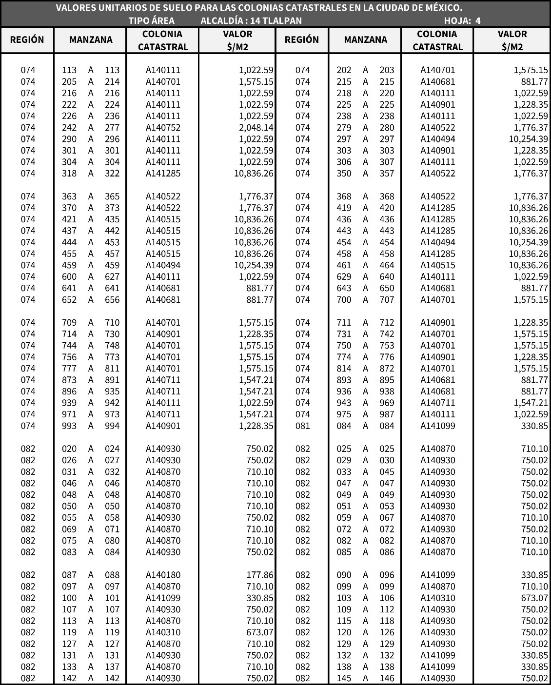 VALORES UNITARIOS DE SUELO PARA LAS COLONIAS CATASTRALES EN LA CIUDAD DE MÉXICO.
TIPO ÁREA ALCALDÍA : 14 TLALPAN HOJA: 4
REGIÓN MANZANA COLONIA CATASTRAL VALOR $/M2 REGIÓN MANZANA COLONIA CATASTRAL VALOR $/M2
074 113 A 113 A140111 1,022.59 074 202 A 203 A140701 1,575.15
074 205 A 214 A140701 1,575.15 074 215 A 215 A140681 881.77
074 216 A 216 A140111 1,022.59 074 218 A 220 A140111 1,022.59
074 222 A 224 A140111 1,022.59 074 225 A 225 A140901 1,228.35
074 226 A 236 A140111 1,022.59 074 238 A 238 A140111 1,022.59
074 242 A 277 A140752 2,048.14 074 279 A 280 A140522 1,776.37
074 290 A 296 A140111 1,022.59 074 297 A 297 A140494 10,254.39
074 301 A 301 A140111 1,022.59 074 303 A 303 A140901 1,228.35
074 304 A 304 A140111 1,022.59 074 306 A 307 A140111 1,022.59
074 318 A 322 A141285 10,836.26 074 350 A 357 A140522 1,776.37
074 363 A 365 A140522 1,776.37 074 368 A 368 A140522 1,776.37
074 370 A 373 A140522 1,776.37 074 419 A 420 A141285 10,836.26
074 421 A 435 A140515 10,836.26 074 436 A 436 A141285 10,836.26
074 437 A 442 A140515 10,836.26 074 443 A 443 A141285 10,836.26
074 444 A 453 A140515 10,836.26 074 454 A 454 A140494 10,254.39
074 455 A 457 A140515 10,836.26 074 458 A 458 A141285 10,836.26
074 459 A 459 A140494 10,254.39 074 461 A 464 A140515 10,836.26
074 600 A 627 A140111 1,022.59 074 629 A 640 A140111 1,022.59
074 641 A 641 A140681 881.77 074 643 A 650 A140681 881.77
074 652 A 656 A140681 881.77 074 700 A 707 A140701 1,575.15
074 709 A 710 A140701 1,575.15 074 711 A 712 A140901 1,228.35
074 714 A 730 A140901 1,228.35 074 731 A 742 A140701 1,575.15
074 744 A 748 A140701 1,575.15 074 750 A 753 A140701 1,575.15
074 756 A 773 A140701 1,575.15 074 774 A 776 A140901 1,228.35
074 777 A 811 A140701 1,575.15 074 814 A 872 A140701 1,575.15
074 873 A 891 A140711 1,547.21 074 893 A 895 A140681 881.77
074 896 A 935 A140711 1,547.21 074 936 A 938 A140681 881.77
074 939 A 942 A140111 1,022.59 074 943 A 969 A140711 1,547.21
074 971 A 973 A140711 1,547.21 074 975 A 987 A140111 1,022.59
074 993 A 994 A140901 1,228.35 081 084 A 084 A141099 330.85
082 020 A 024 A140930 750.02 082 025 A 025 A140870 710.10
082 026 A 027 A140930 750.02 082 029 A 030 A140930 750.02
082 031 A 032 A140870 710.10 082 033 A 045 A140930 750.02
082 046 A 046 A140870 710.10 082 047 A 047 A140930 750.02
082 048 A 048 A140870 710.10 082 049 A 049 A140930 750.02
082 050 A 050 A140870 710.10 082 051 A 053 A140930 750.02
082 055 A 058 A140930 750.02 082 059 A 067 A140870 710.10
082 069 A 071 A140870 710.10 082 072 A 072 A140930 750.02
082 075 A 080 A140870 710.10 082 082 A 082 A140870 710.10
082 083 A 084 A140930 750.02 082 085 A 086 A140870 710.10
082 087 A 088 A140180 177.86 082 090 A 096 A141099 330.85
082 097 A 097 A140870 710.10 082 099 A 099 A140870 710.10
082 100 A 101 A141099 330.85 082 103 A 106 A140310 673.07
082 107 A 107 A140930 750.02 082 109 A 112 A140930 750.02
082 113 A 113 A140870 710.10 082 115 A 118 A140930 750.02
082 119 A 119 A140310 673.07 082 120 A 126 A140930 750.02
082 127 A 127 A140870 710.10 082 129 A 129 A140930 750.02
082 131 A 131 A140930 750.02 082 132 A 132 A141099 330.85
082 133 A 137 A140870 710.10 082 138 A 138 A141099 330.85
082 142 A 142 A140930 750.02 082 145 A 146 A140930 750.02